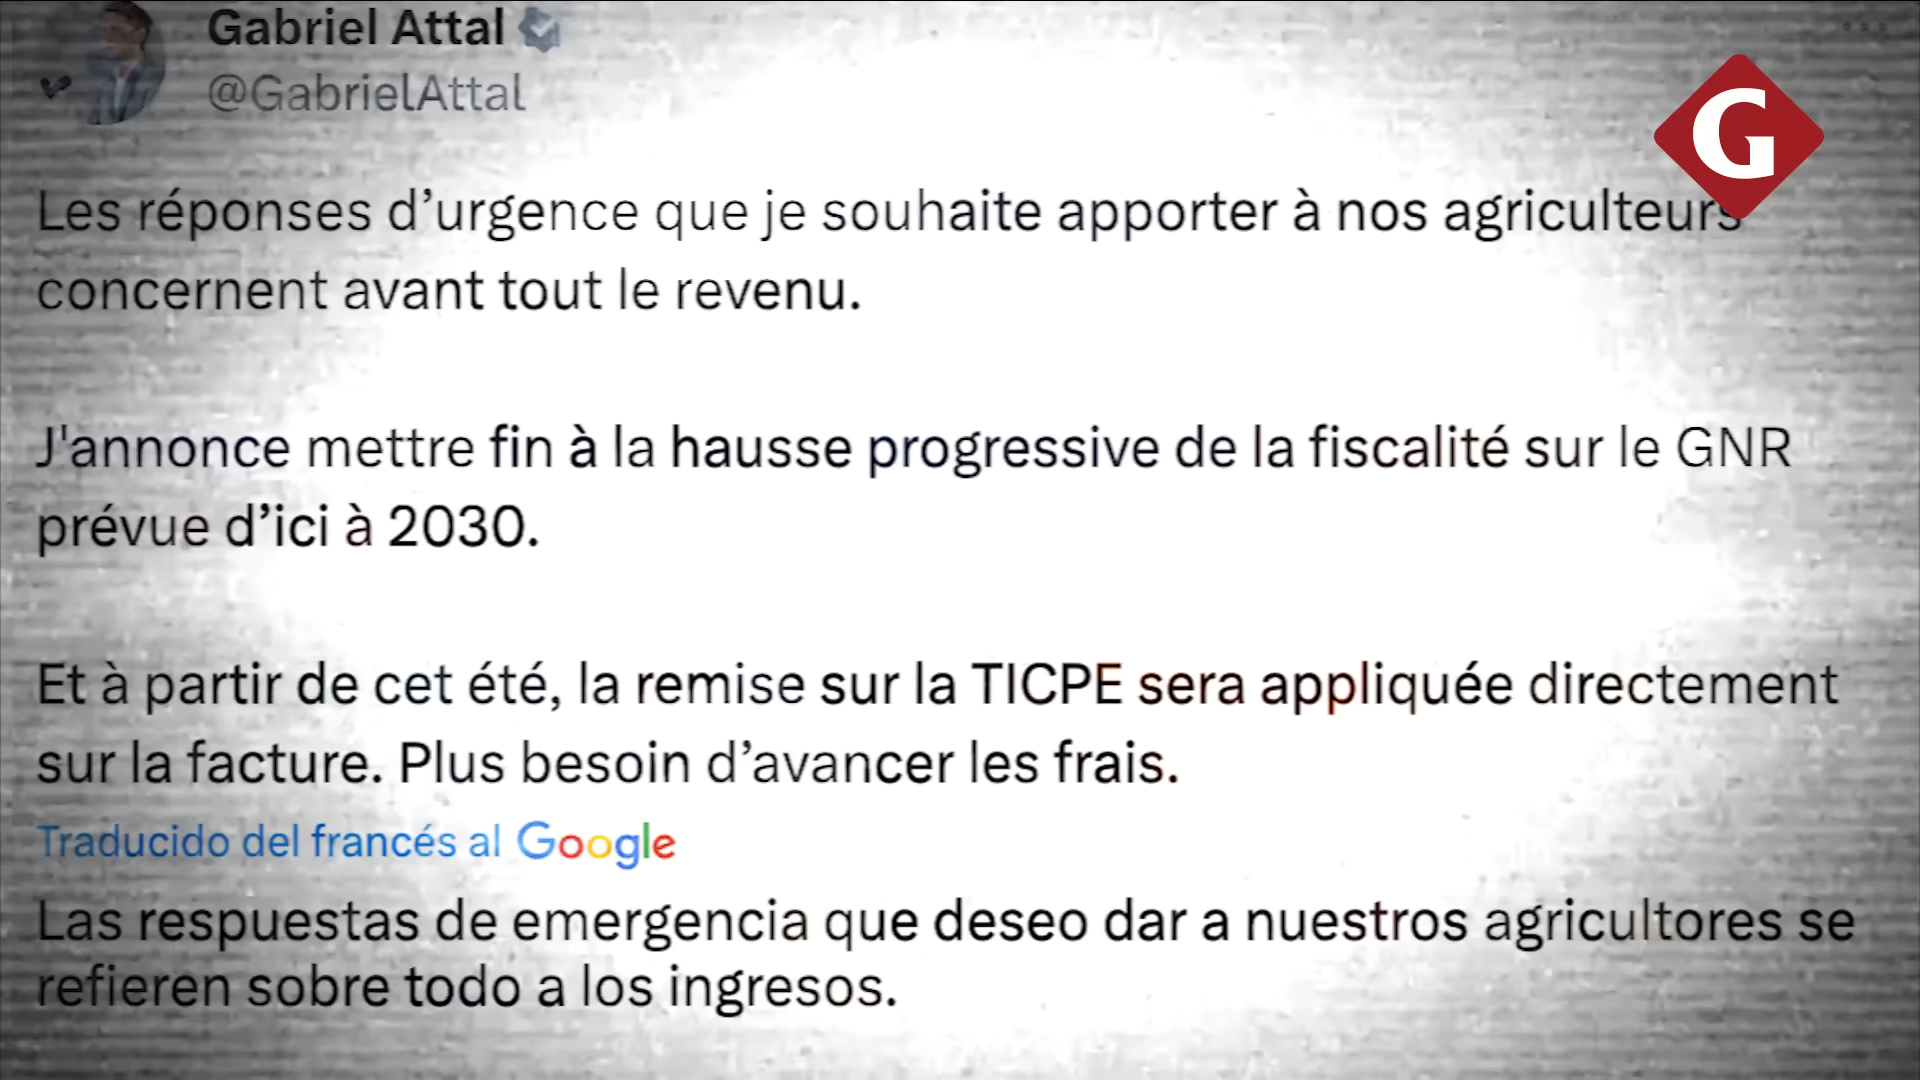 Gabriel Attal
@GabrielAttal
G
Les réponses d’urgence que je souhaite apporter à nos agriculteurs
concernent avant tout le revenu.
J'annonce mettre fin à la hausse progressive de la fiscalité sur le GNR
prévue d’ici à 2030.
Et à partir de cet été, la remise sur la TICPE sera appliquée directement
sur la facture. Plus besoin d’avancer les frais.
Traducido del francés al Google
Las respuestas de emergencia que deseo dar a nuestros agricultores se
refieren sobre todo a los ingresos.